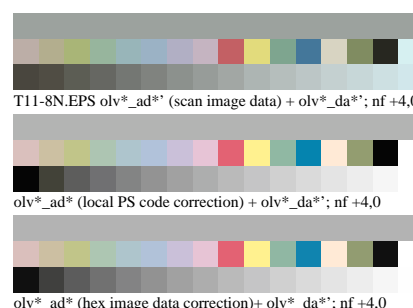 T11-8N.EPS olv*_ad*’ (scan image data) + olv*_da*’; nf +4,0
olv*_ad* (local PS code correction) + olv*_da*’; nf +4,0
olv*_ad* (hex image data correction)+ olv*_da*’; nf +4,0